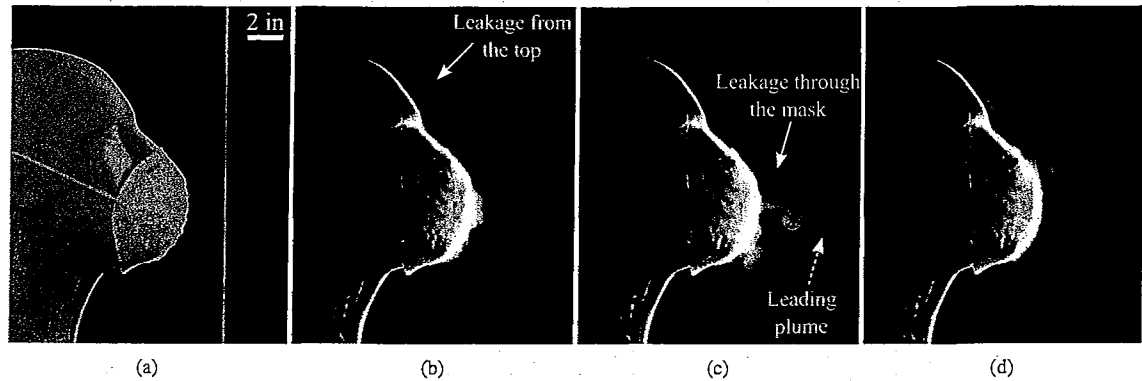 2 in
Leakage from
the top
Leakage through
the mask
Leading
plume
(a)
(b)
(c)
(d)